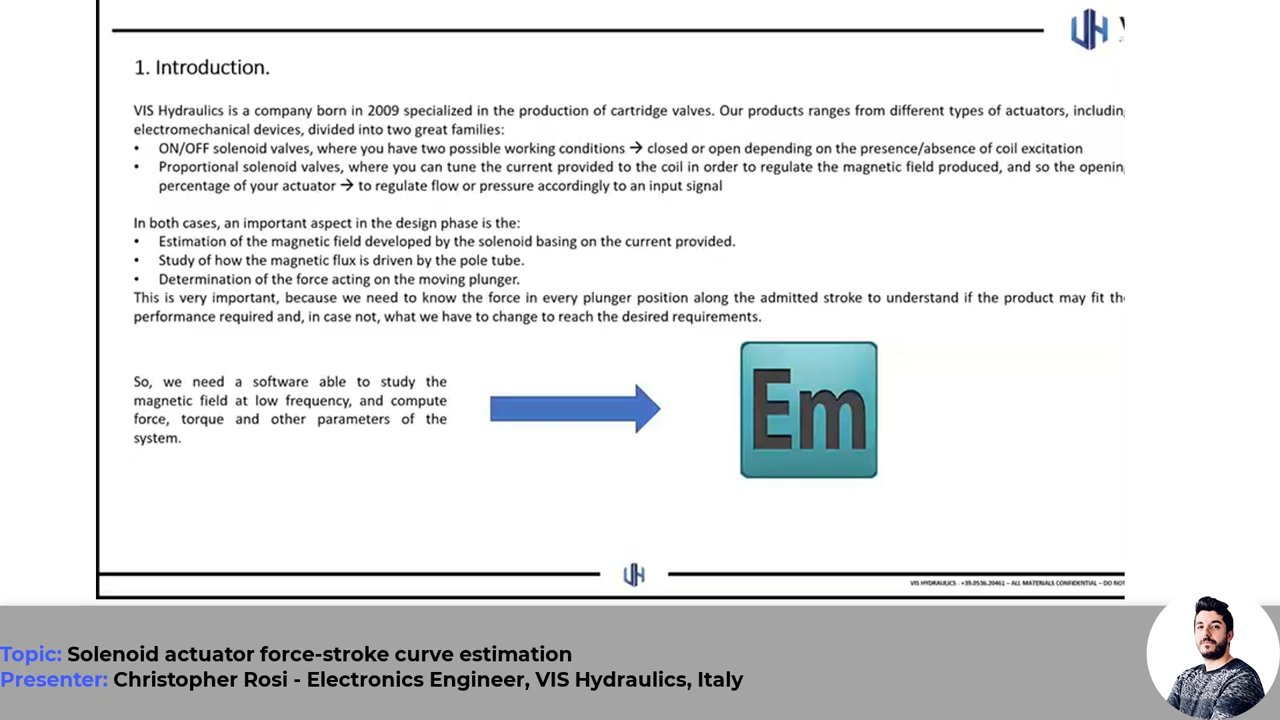 1. Introduction.
VIS Hydraulics is a company born in 2009 specialized in the production of cartridge valves. Our products ranges from different types of actuators, including
electromechanical devices, divided into two great families:
• ON/OFF solenoid valves, where you have two possible working conditions → closed or open depending on the presence/absence of coil excitation
• Proportional solenoid valves, where you can tune the current provided to the coil in order to regulate the magnetic field produced, and so the openin
percentage of your actuator → to regulate flow or pressure accordingly to an input signal
In both cases, an important aspect in the design phase is the:
• Estimation of the magnetic field developed by the solenoid basing on the current provided.
• Study of how the magnetic flux is driven by the pole tube.
• Determination of the force acting on the moving plunger.
This is very important, because we need to know the force in every plunger position along the admitted stroke to understand if the product may fit the
performance required and, in case not, what we have to change to reach the desired requirements.
So, we need a software able to study the
magnetic field at low frequency, and compute
force, torque and other parameters of the
system.
Em
VIS HYDRAULICS - +39.0536.20461 – ALL MATERIALS CONFIDENTIAL – DO NOT
Topic: Solenoid actuator force-stroke curve estimation
Presenter: Christopher Rosi - Electronics Engineer, VIS Hydraulics, Italy